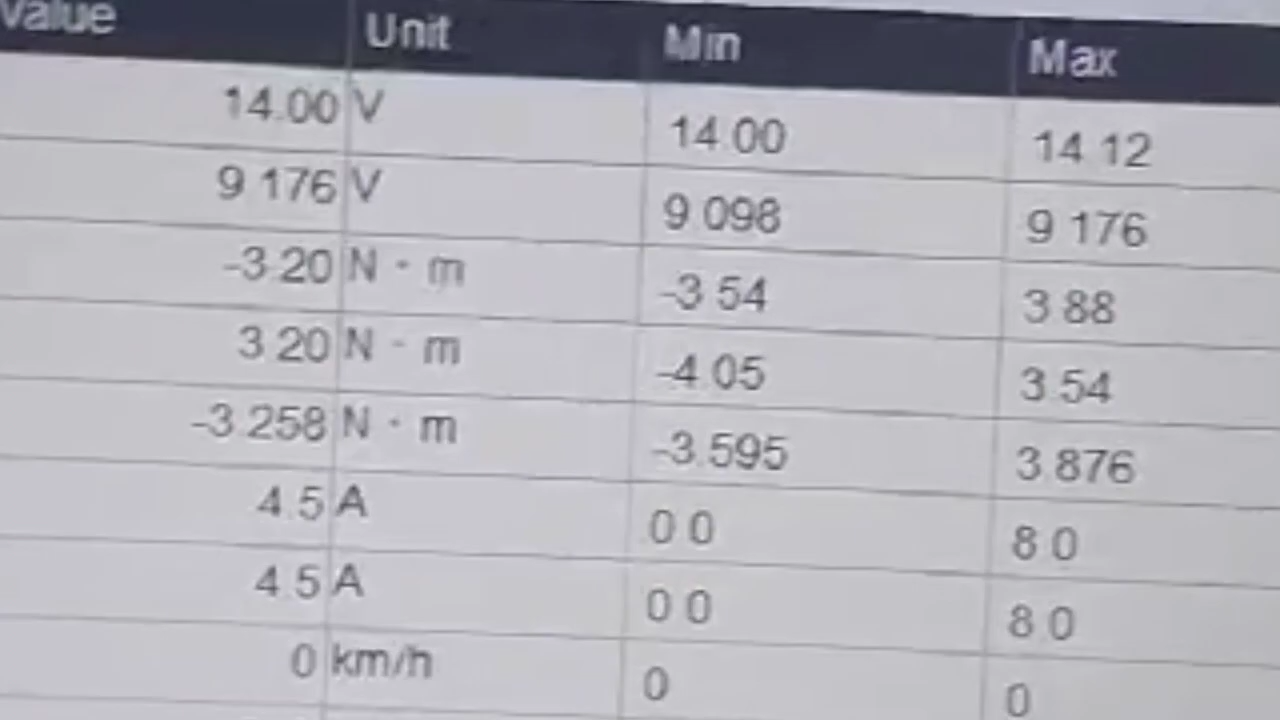 Value Unit Min Max
14.00 V 14.00 14.12
9.176 V 9.098 9.176
-3.20 N · m -3.54 3.88
3.20 N · m -4.05 3.54
-3.258 N · m -3.595 3.876
4.5 A 0.0 8.0
4.5 A 0.0 8.0
0 km/h 0 0